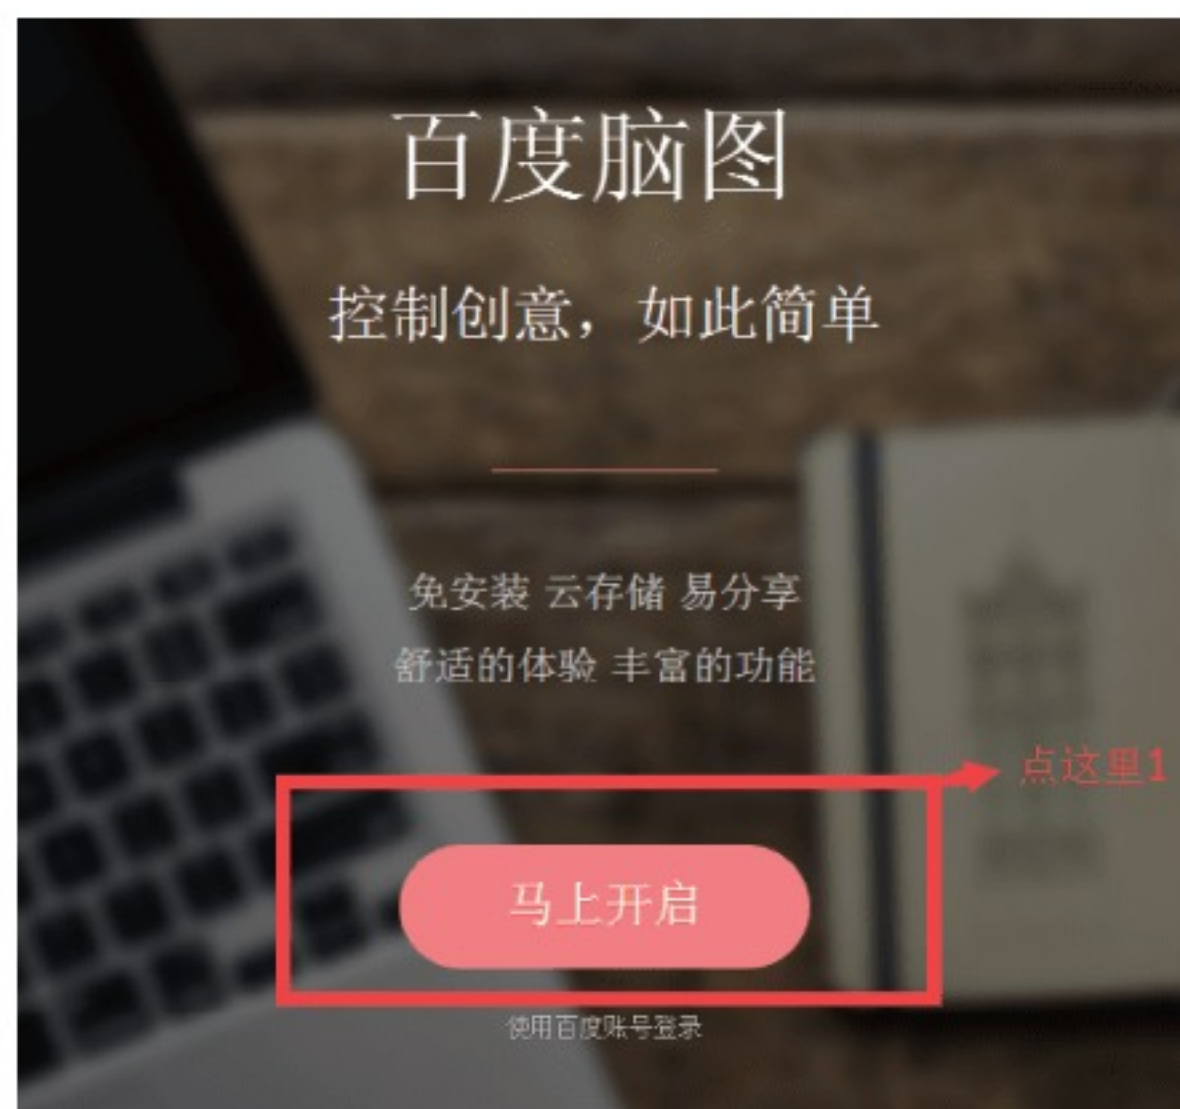 百度脑图
控制创意，如此简单
免安装 云存储 易分享
舒适的体验 丰富的功能
点这里1
马上开启
使用百度账号登录